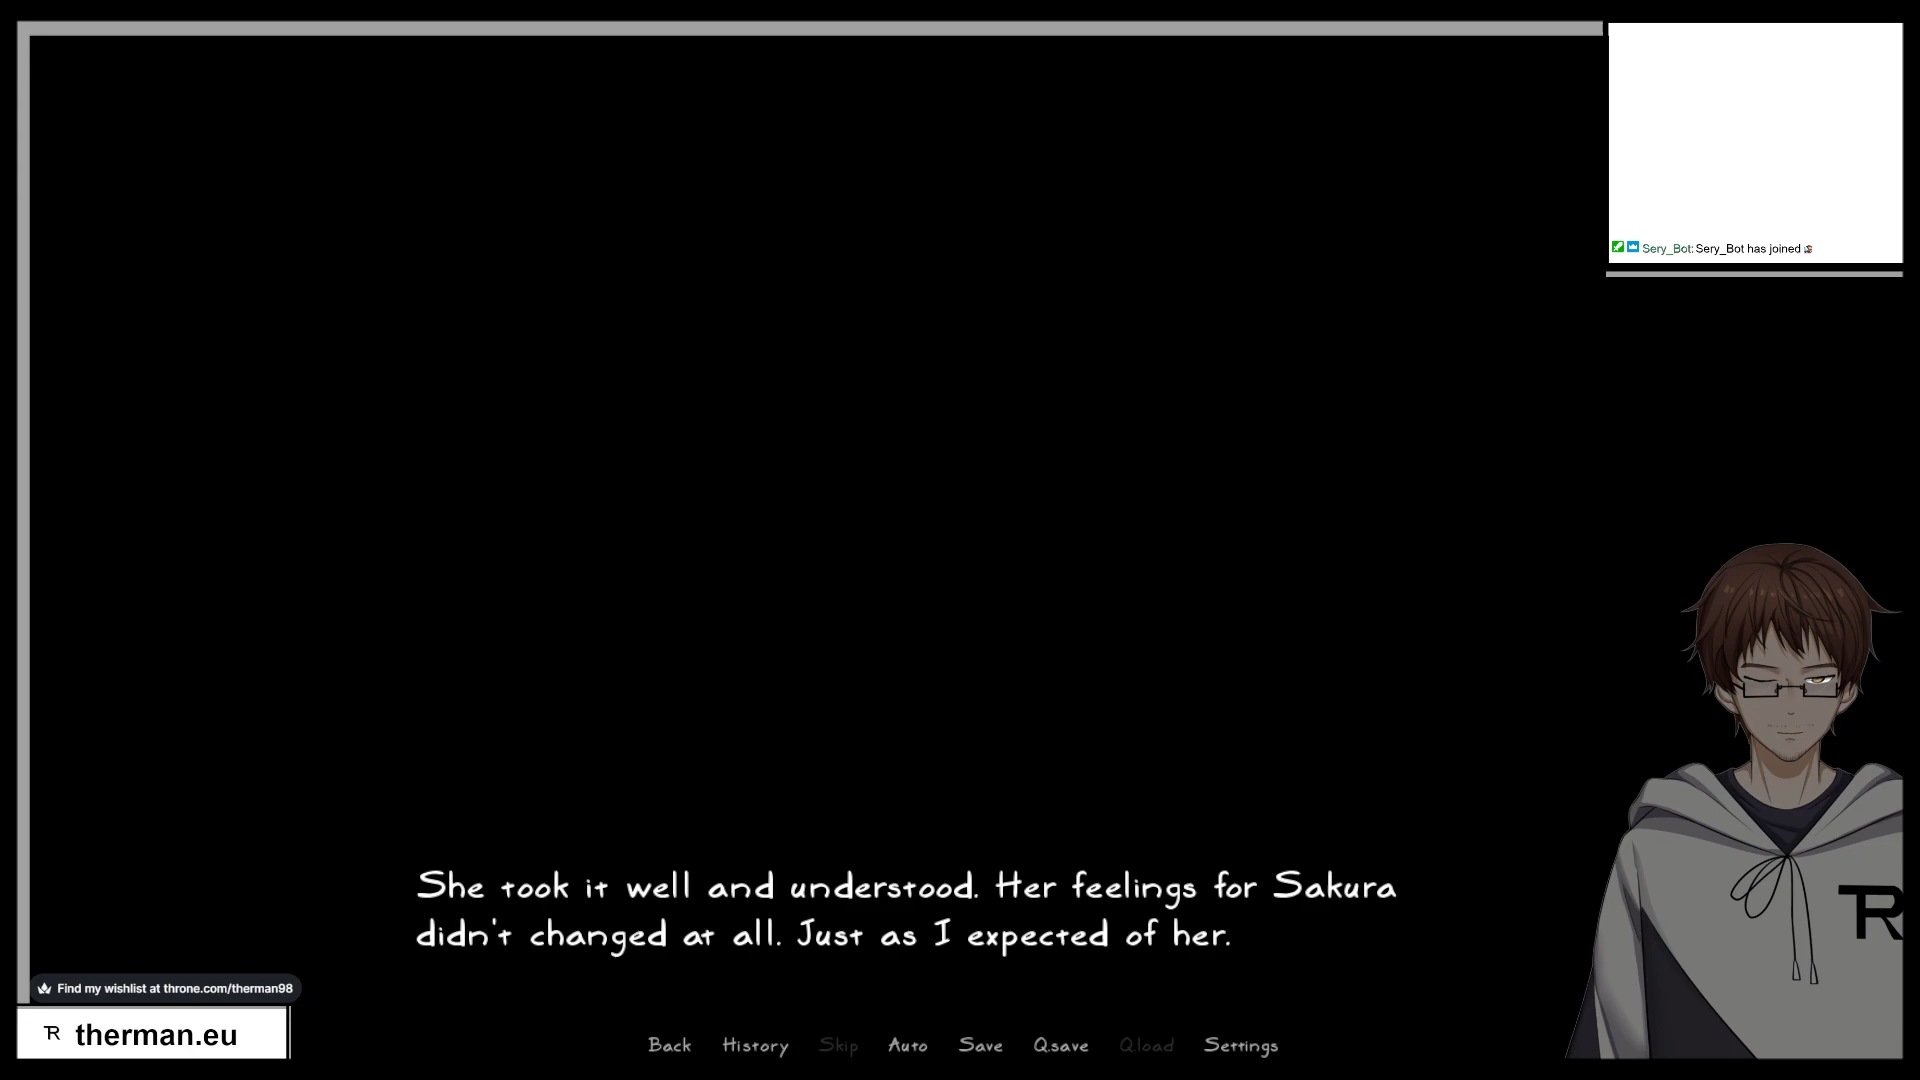 Sery_Bot: Sery_Bot has joined
She took it well and understood. Her feelings for Sakura
didn't changed at all. Just as I expected of her.
TR
Find my wishlist at throne.com/therman98
TR therman.eu
Back History Skip Auto Save Q.save Q.load Settings